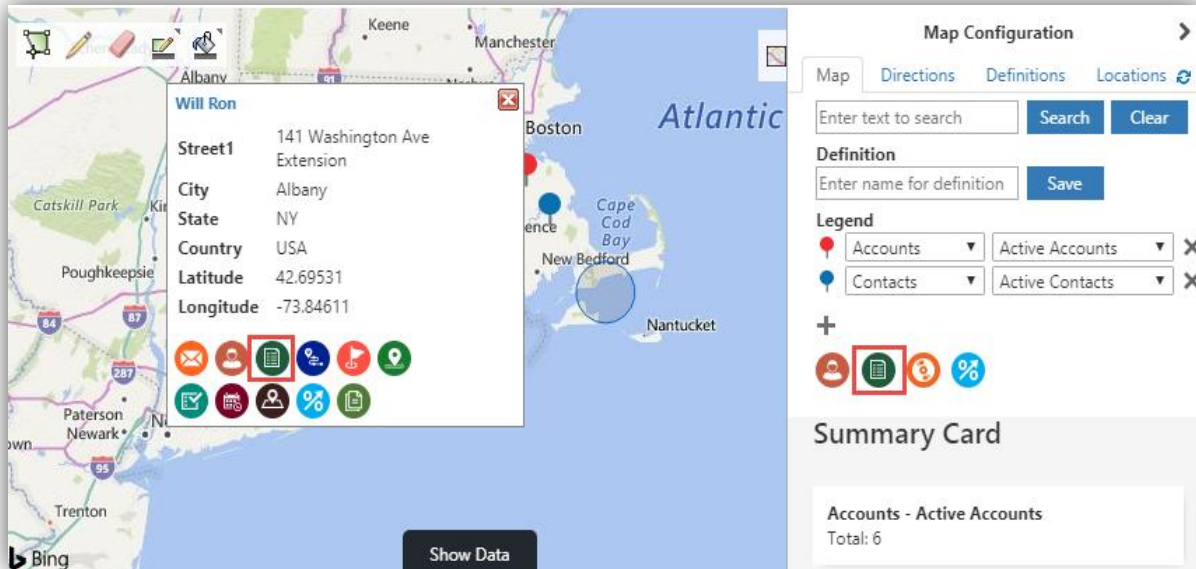 Keene
Manchester
Albany
91
Boston
Atlantic
Catskill Park
Cape
Cod
Bay
New Bedford
Poughkeepsie
84
87
Nantucket
287
Paterson
Newark
95
Trenton
Bing
Will Ron
Street1 141 Washington Ave
Extension
City Albany
State NY
Country USA
Latitude 42.69531
Longitude -73.84611
Show Data
Map Configuration
Map Directions Definitions Locations
Enter text to search Search Clear
Definition
Enter name for definition Save
Legend
Accounts Active Accounts
Contacts Active Contacts
Summary Card
Accounts - Active Accounts
Total: 6